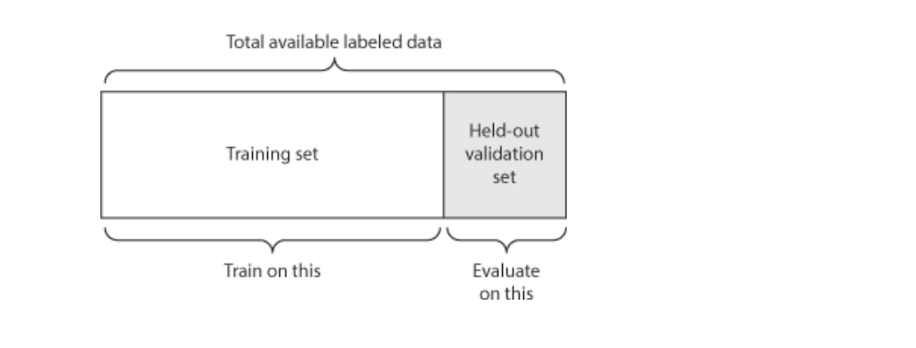 Total available labeled data
Training set
Held-out
validation
set
Train on this
Evaluate
on this